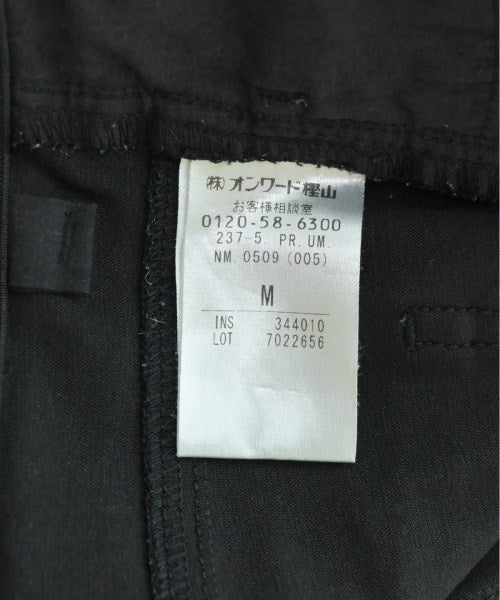 ㈱オンワード樫山
お客様相談室
0120-58-6300
237-5. PR. UM
NM. 0509 (005)
M
INS 344010
LOT 7022656